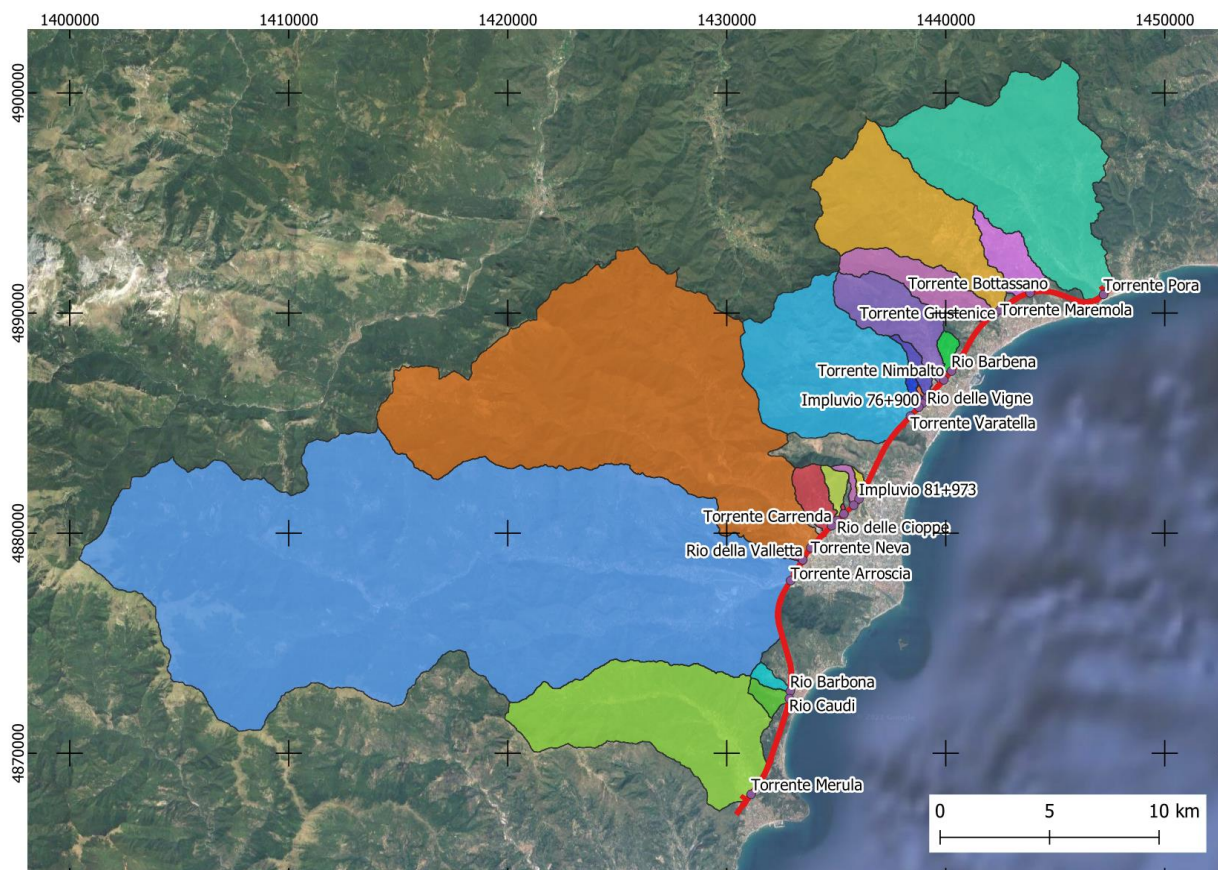 1400000
1410000
1420000
1430000
1440000
1450000
4900000
4890000
4880000
4870000
Torrente Bottassano
Torrente Pora
Torrente Giustenice
Torrente Maremola
Rio Barbena
Torrente Nimbalto
Impluvio 76+900
Rio delle Vigne
Torrente Varatella
Impluvio 81+973
Torrente Carrenda
Rio delle Cioppe
Rio della Valletta
Torrente Neva
Torrente Arroscia
Rio Barbona
Rio Caudi
Torrente Merula
0
5
10 km